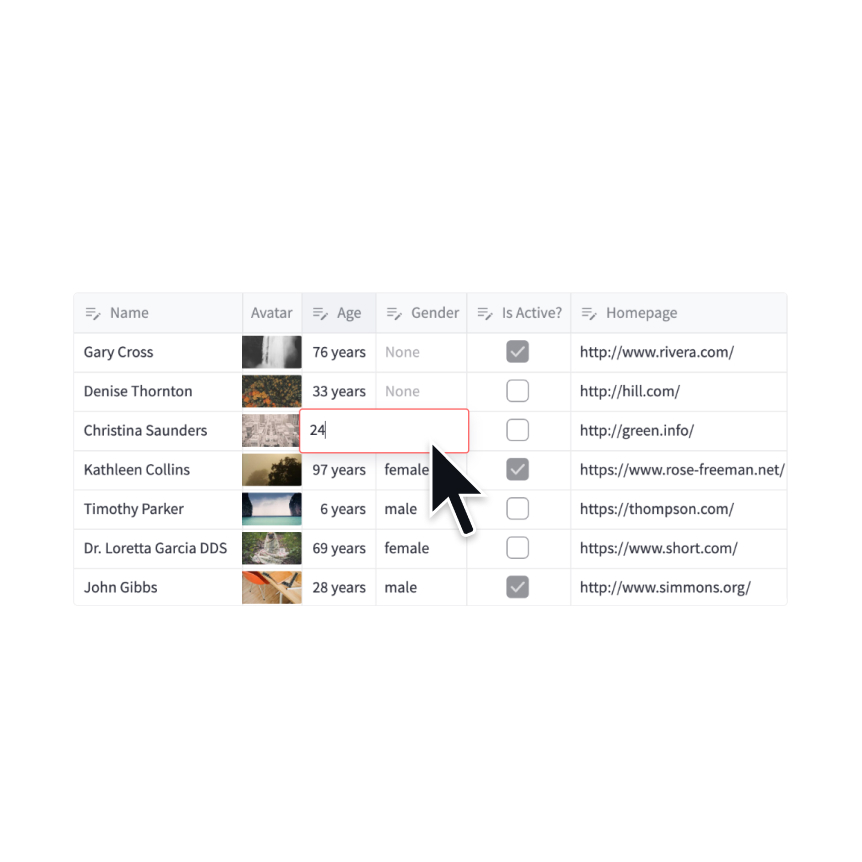 Name Avatar Age Gender Is Active? Homepage
Gary Cross 76 years None http://www.rivera.com/
Denise Thornton 33 years None http://hill.com/
Christina Saunders 24 http://green.info/
Kathleen Collins 97 years female https://www.rose-freeman.net/
Timothy Parker 6 years male https://thompson.com/
Dr. Loretta Garcia DDS 69 years female https://www.short.com/
John Gibbs 28 years male http://www.simmons.org/